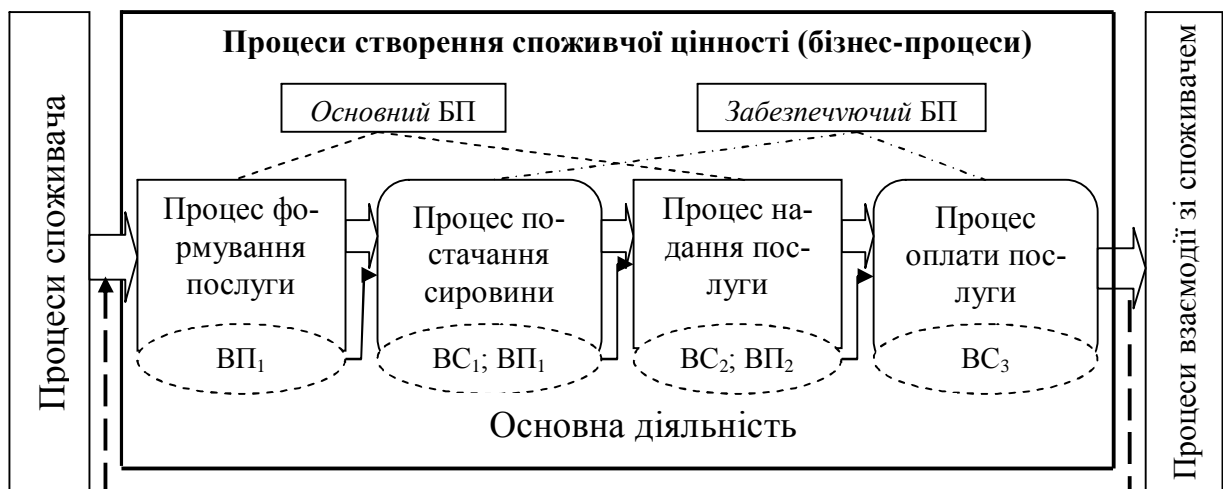 Процеси споживача
Процеси створення споживчої цінності (бізнес-процеси)
Основний БП
Забезпечуючий БП
Процес фо-
рмування
послуги
ВП₁
Процес по-
стачання
сировини
ВС₁; ВП₁
Процес на-
дання пос-
луги
ВС₂; ВП₂
Процес
оплати пос-
луги
ВС₃
Основна діяльність
Процеси взаємодії зі споживачем